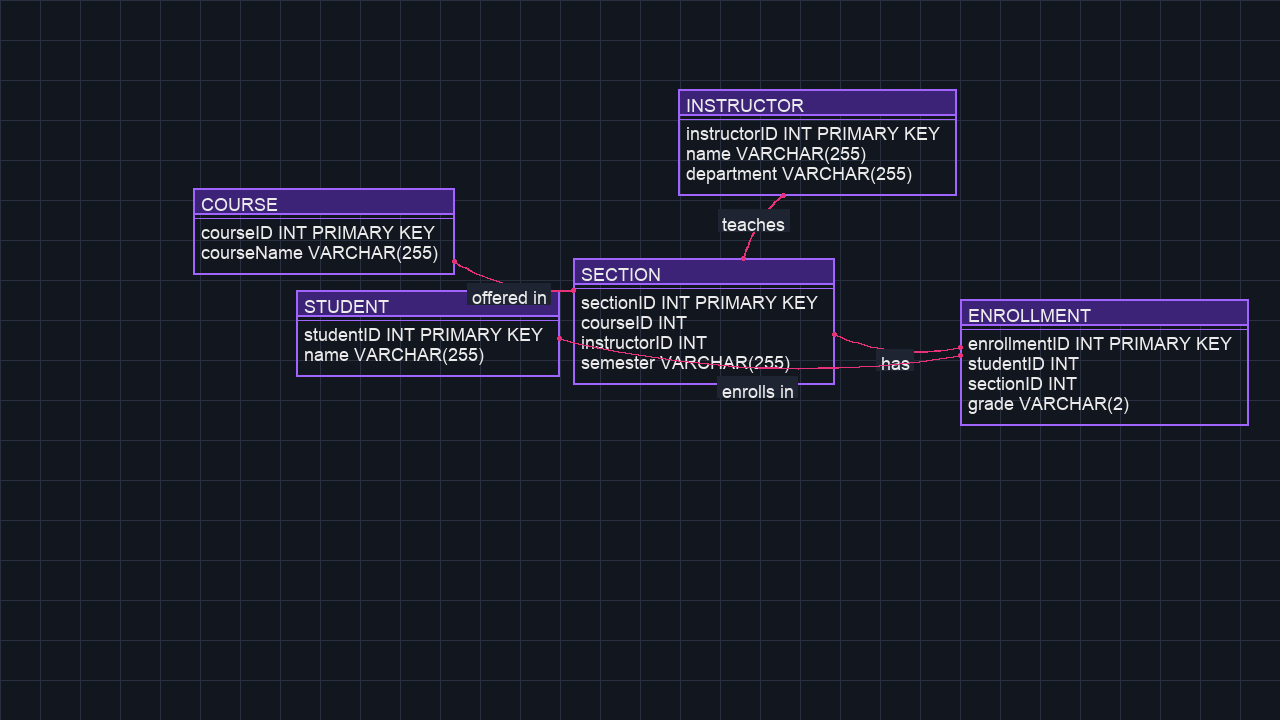 INSTRUCTOR
instructorID INT PRIMARY KEY
name VARCHAR(255)
department VARCHAR(255)
teaches
COURSE
courseID INT PRIMARY KEY
courseName VARCHAR(255)
offered in
STUDENT
studentID INT PRIMARY KEY
name VARCHAR(255)
SECTION
sectionID INT PRIMARY KEY
courseID INT
instructorID INT
semester VARCHAR(255)
enrolls in
has
ENROLLMENT
enrollmentID INT PRIMARY KEY
studentID INT
sectionID INT
grade VARCHAR(2)